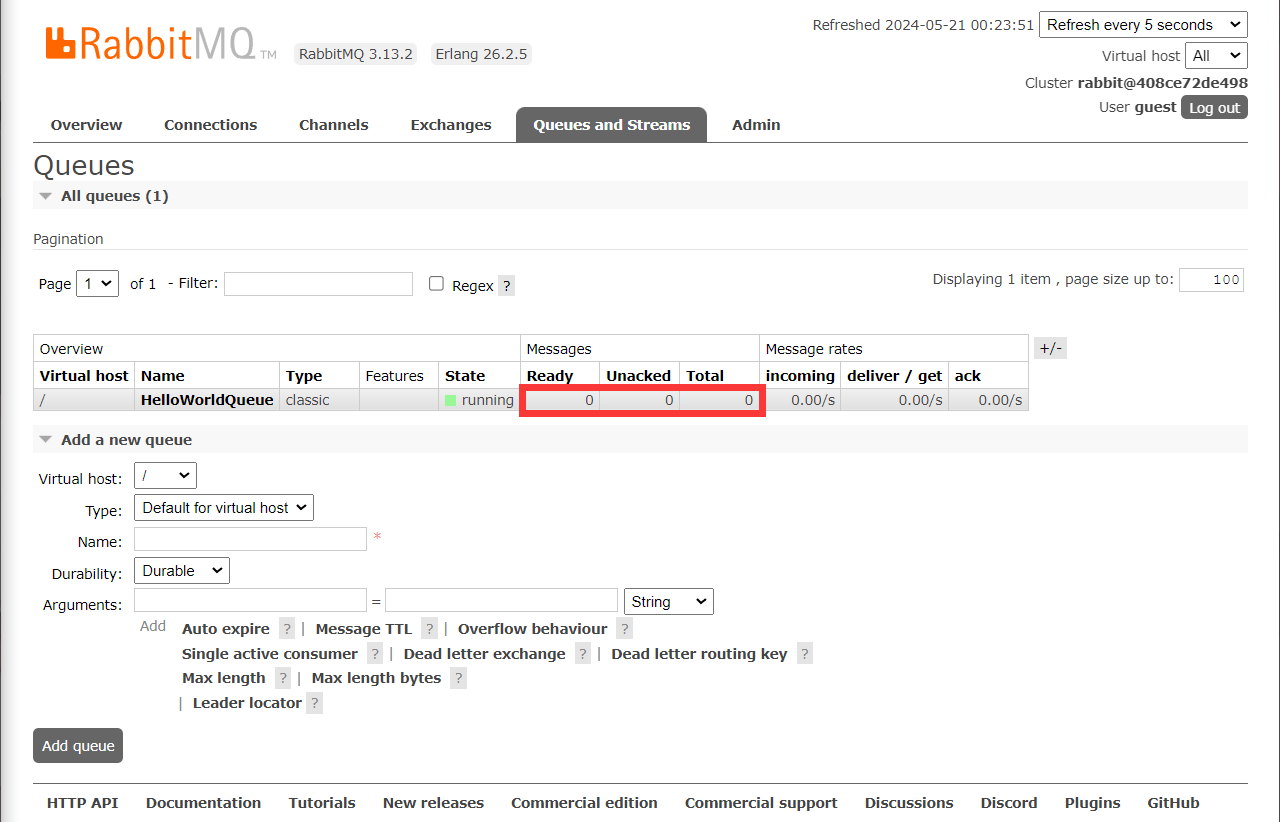 RabbitMQ TM RabbitMQ 3.13.2 Erlang 26.2.5
Refreshed 2024-05-21 00:23:51 Refresh every 5 seconds
Virtual host All
Cluster rabbit@408ce72de498
User guest Log out
Overview Connections Channels Exchanges Queues and Streams Admin
Queues
All queues (1)
Pagination
Page 1 of 1 - Filter: Regex ? Displaying 1 item , page size up to: 100
Overview Messages Message rates +/-
Virtual host Name Type Features State Ready Unacked Total incoming deliver / get ack
/ HelloWorldQueue classic running 0 0 0 0.00/s 0.00/s 0.00/s
Add a new queue
Virtual host: /
Type: Default for virtual host
Name: *
Durability: Durable
Arguments: = String
Add Auto expire ? | Message TTL ? | Overflow behaviour ?
Single active consumer ? | Dead letter exchange ? | Dead letter routing key ?
Max length ? | Max length bytes ?
| Leader locator ?
Add queue
HTTP API Documentation Tutorials New releases Commercial edition Commercial support Discussions Discord Plugins GitHub